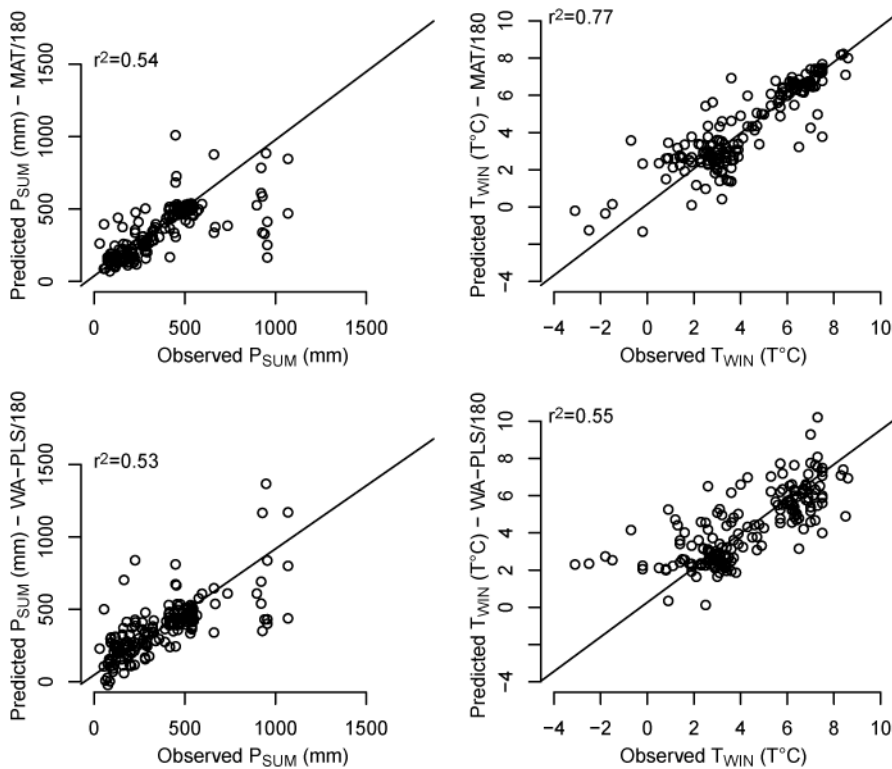 r²=0.54
Predicted P_SUM (mm) − MAT/180
0 500 1000 1500
0 500 1000 1500
Observed P_SUM (mm)
r²=0.77
Predicted T_WIN (T°C) − MAT/180
−4 0 2 4 6 8 10
−4 −2 0 2 4 6 8 10
Observed T_WIN (T°C)
r²=0.53
Predicted P_SUM (mm) − WA−PLS/180
0 500 1000 1500
0 500 1000 1500
Observed P_SUM (mm)
r²=0.55
Predicted T_WIN (T°C) − WA−PLS/180
−4 0 2 4 6 8 10
−4 −2 0 2 4 6 8 10
Observed T_WIN (T°C)